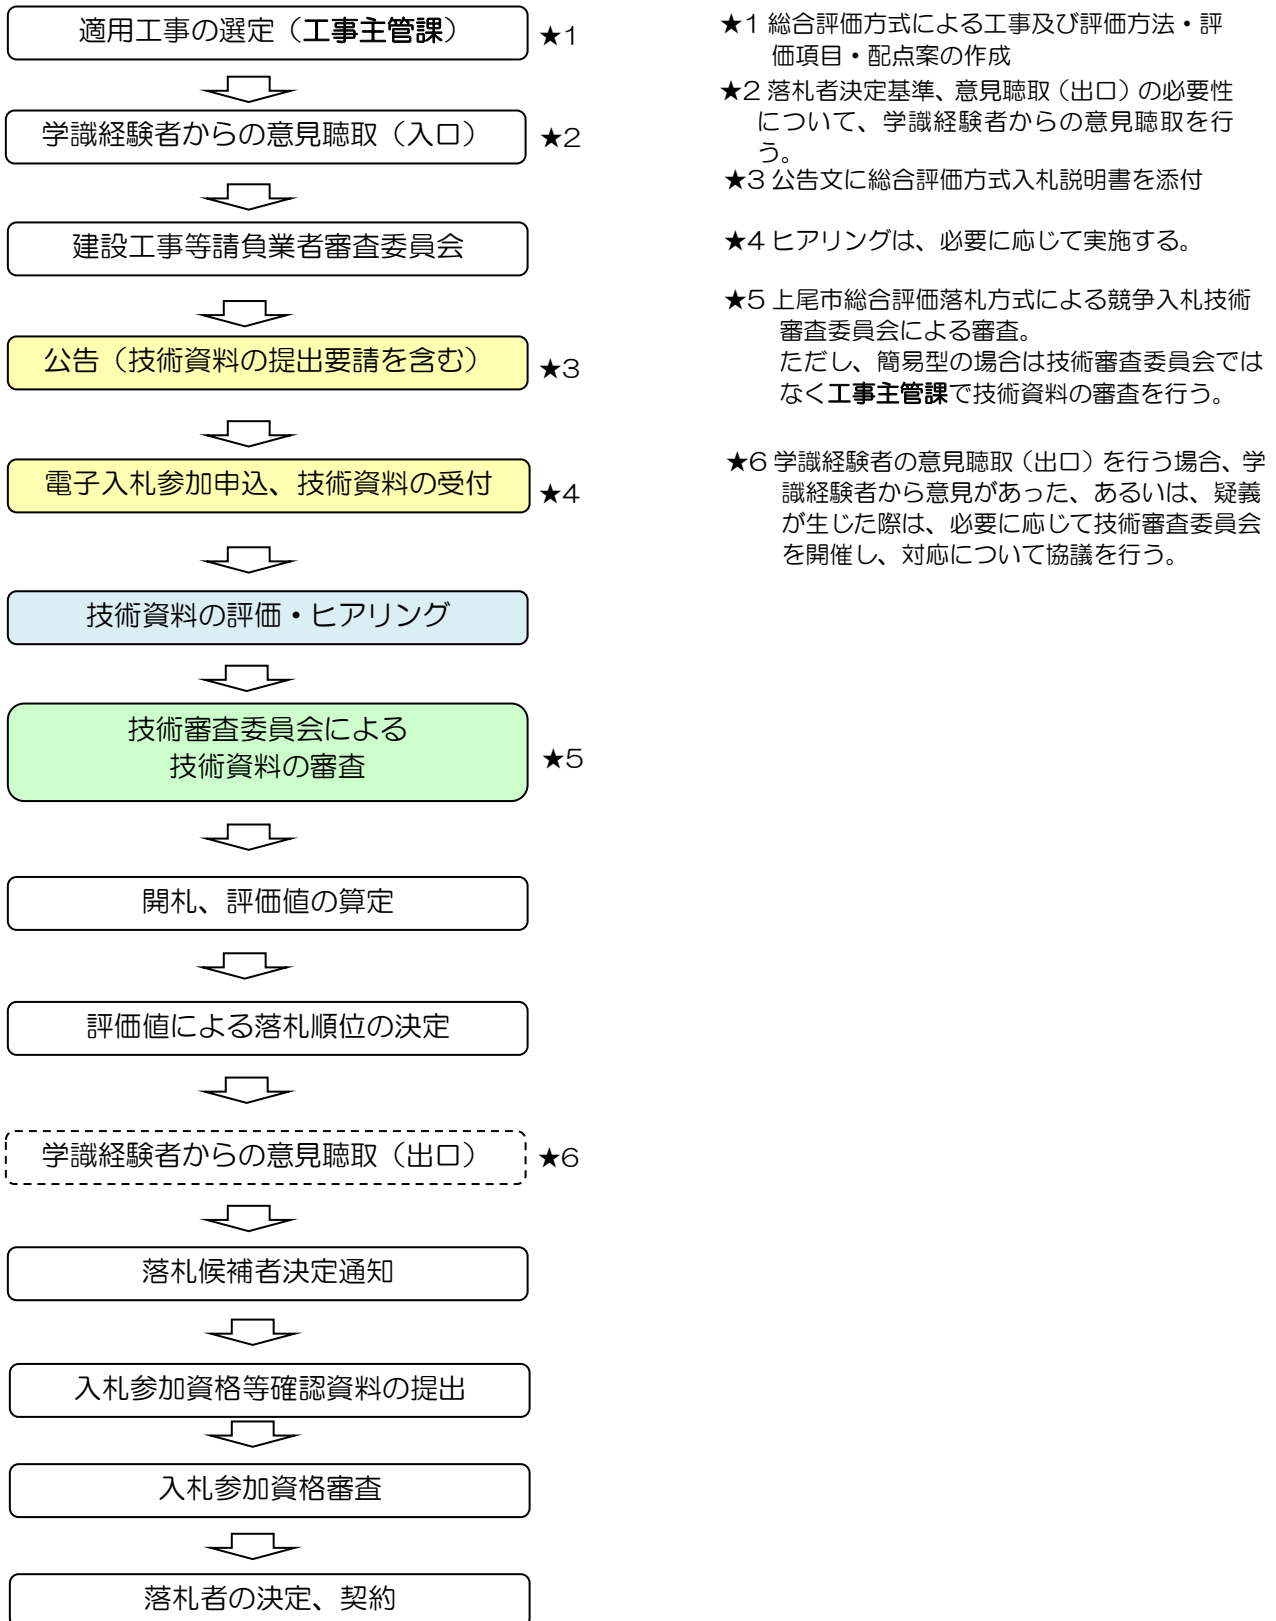 適用工事の選定（工事主管課）
★1
学識経験者からの意見聴取（入口）
★2
建設工事等請負業者審査委員会
公告（技術資料の提出要請を含む）
★3
電子入札参加申込、技術資料の受付
★4
技術資料の評価・ヒアリング
技術審査委員会による
技術資料の審査
★5
開札、評価値の算定
評価値による落札順位の決定
学識経験者からの意見聴取（出口）
★6
落札候補者決定通知
入札参加資格等確認資料の提出
入札参加資格審査
落札者の決定、契約
★1 総合評価方式による工事及び評価方法・評
価項目・配点案の作成
★2 落札者決定基準、意見聴取（出口）の必要性
について、学識経験者からの意見聴取を行
う。
★3 公告文に総合評価方式入札説明書を添付
★4 ヒアリングは、必要に応じて実施する。
★5 上尾市総合評価落札方式による競争入札技術
審査委員会による審査。
ただし、簡易型の場合は技術審査委員会では
なく工事主管課で技術資料の審査を行う。
★6 学識経験者の意見聴取（出口）を行う場合、学
識経験者から意見があった、あるいは、疑義
が生じた際は、必要に応じて技術審査委員会
を開催し、対応について協議を行う。